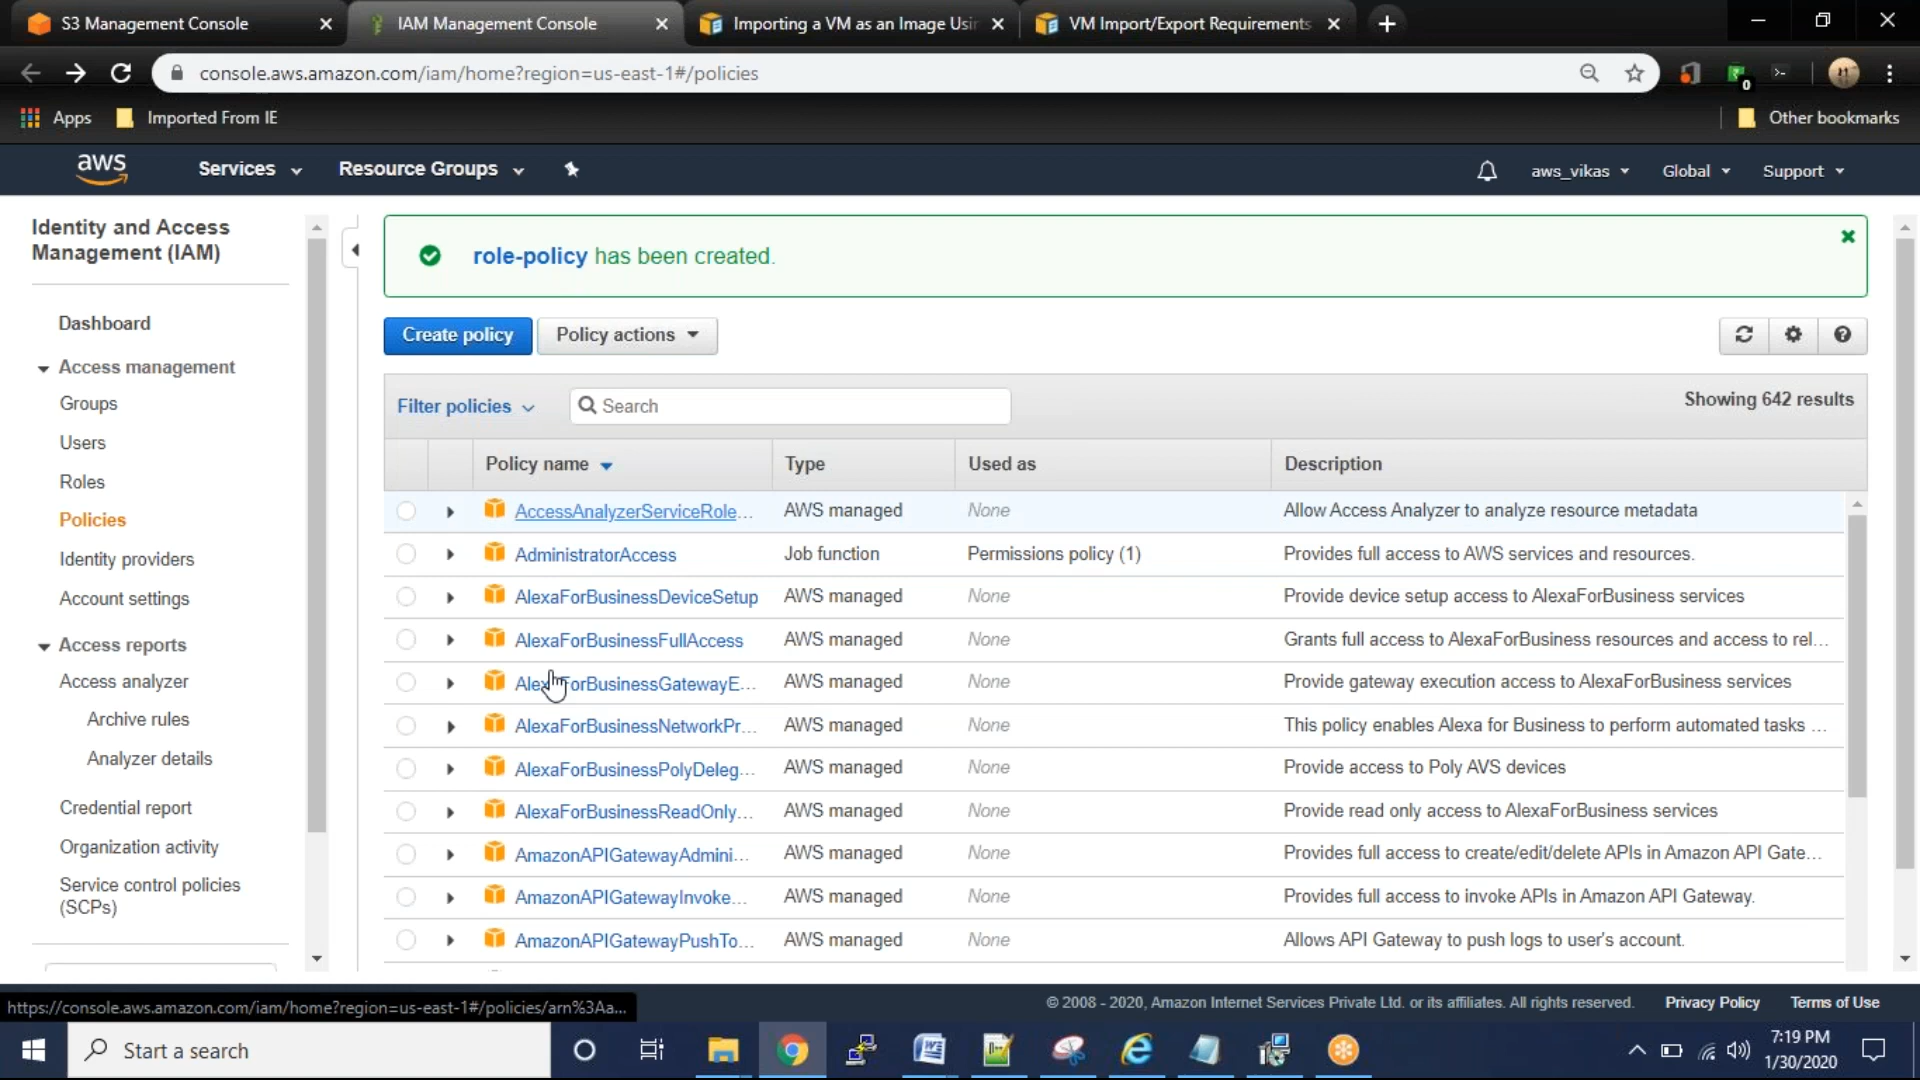 S3 Management Console
IAM Management Console
Importing a VM as an Image Usi
VM Import/Export Requirements
console.aws.amazon.com/iam/home?region=us-east-1#/policies
0
Apps
Imported From IE
Other bookmarks
aws
Services
Resource Groups
aws_vikas
Global
Support
Identity and Access
Management (IAM)
Dashboard
Access management
Groups
Users
Roles
Policies
Identity providers
Account settings
Access reports
Access analyzer
Archive rules
Analyzer details
Credential report
Organization activity
Service control policies
(SCPs)
role-policy has been created.
Create policy
Policy actions
Filter policies
Search
Showing 642 results
Policy name Type Used as Description
AccessAnalyzerServiceRole... AWS managed None Allow Access Analyzer to analyze resource metadata
AdministratorAccess Job function Permissions policy (1) Provides full access to AWS services and resources.
AlexaForBusinessDeviceSetup AWS managed None Provide device setup access to AlexaForBusiness services
AlexaForBusinessFullAccess AWS managed None Grants full access to AlexaForBusiness resources and access to rel...
AlexaForBusinessGatewayE... AWS managed None Provide gateway execution access to AlexaForBusiness services
AlexaForBusinessNetworkPr... AWS managed None This policy enables Alexa for Business to perform automated tasks ...
AlexaForBusinessPolyDeleg... AWS managed None Provide access to Poly AVS devices
AlexaForBusinessReadOnly... AWS managed None Provide read only access to AlexaForBusiness services
AmazonAPIGatewayAdmini... AWS managed None Provides full access to create/edit/delete APIs in Amazon API Gate...
AmazonAPIGatewayInvoke... AWS managed None Provides full access to invoke APIs in Amazon API Gateway.
AmazonAPIGatewayPushTo... AWS managed None Allows API Gateway to push logs to user's account.
https://console.aws.amazon.com/iam/home?region=us-east-1#/policies/arn%3Aa...
© 2008 - 2020, Amazon Internet Services Private Ltd. or its affiliates. All rights reserved.
Privacy Policy
Terms of Use
Start a search
7:19 PM
1/30/2020